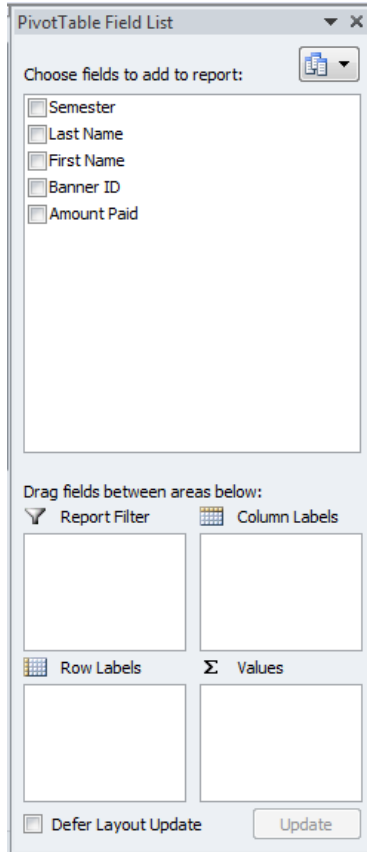 PivotTable Field List
Choose fields to add to report:
Semester
Last Name
First Name
Banner ID
Amount Paid
Drag fields between areas below:
Report Filter
Column Labels
Row Labels
Σ Values
Defer Layout Update
Update